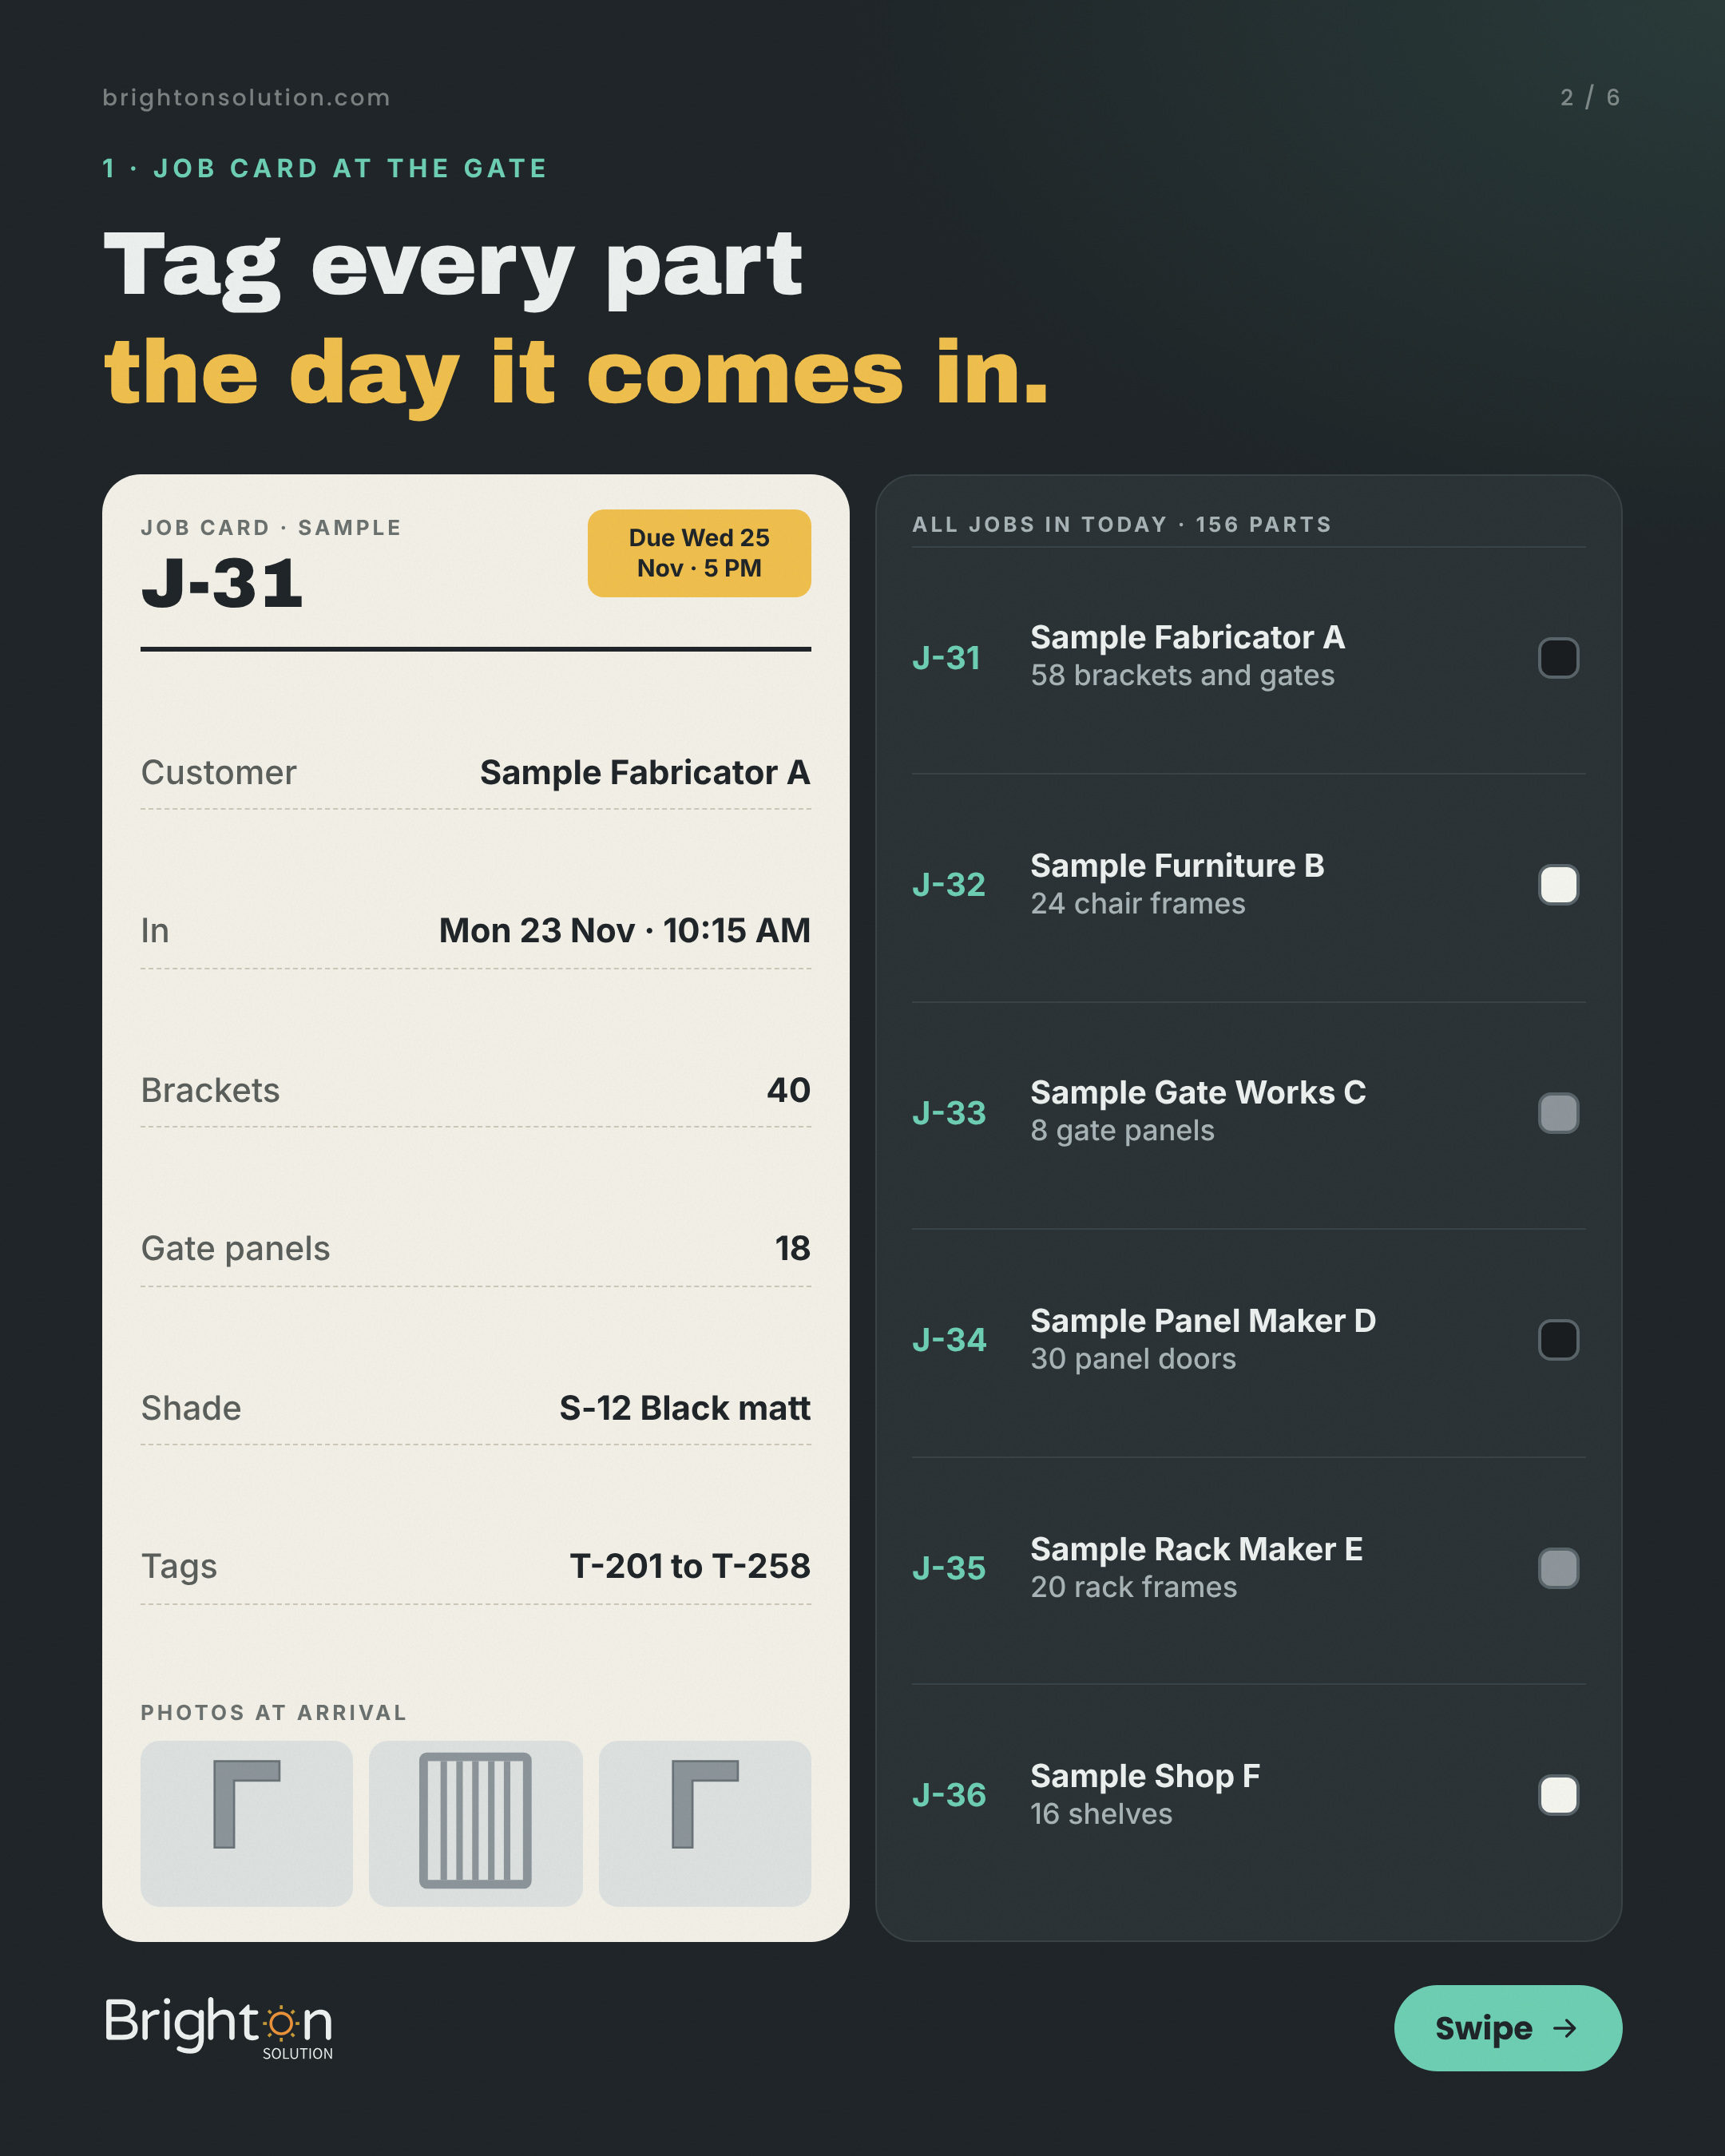 brightonsolution.com
2 / 6
1 · JOB CARD AT THE GATE
Tag every part
the day it comes in.
JOB CARD · SAMPLE
J-31
Due Wed 25
Nov · 5 PM
Customer Sample Fabricator A
In Mon 23 Nov · 10:15 AM
Brackets 40
Gate panels 18
Shade S-12 Black matt
Tags T-201 to T-258
PHOTOS AT ARRIVAL
ALL JOBS IN TODAY · 156 PARTS
J-31 Sample Fabricator A
58 brackets and gates
J-32 Sample Furniture B
24 chair frames
J-33 Sample Gate Works C
8 gate panels
J-34 Sample Panel Maker D
30 panel doors
J-35 Sample Rack Maker E
20 rack frames
J-36 Sample Shop F
16 shelves
Brighton
SOLUTION
Swipe →